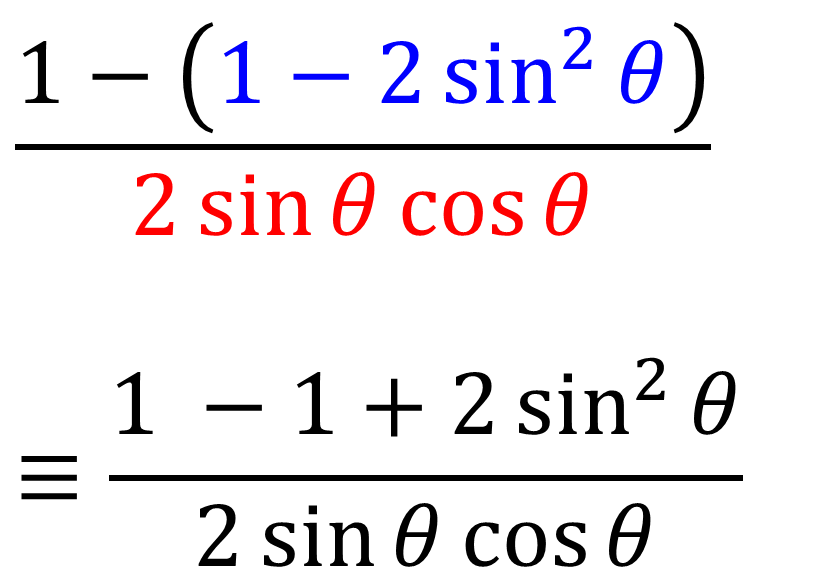 1 − (1 − 2 sin² θ)
2 sin θ cos θ
1 − 1 + 2 sin² θ
≡
2 sin θ cos θ